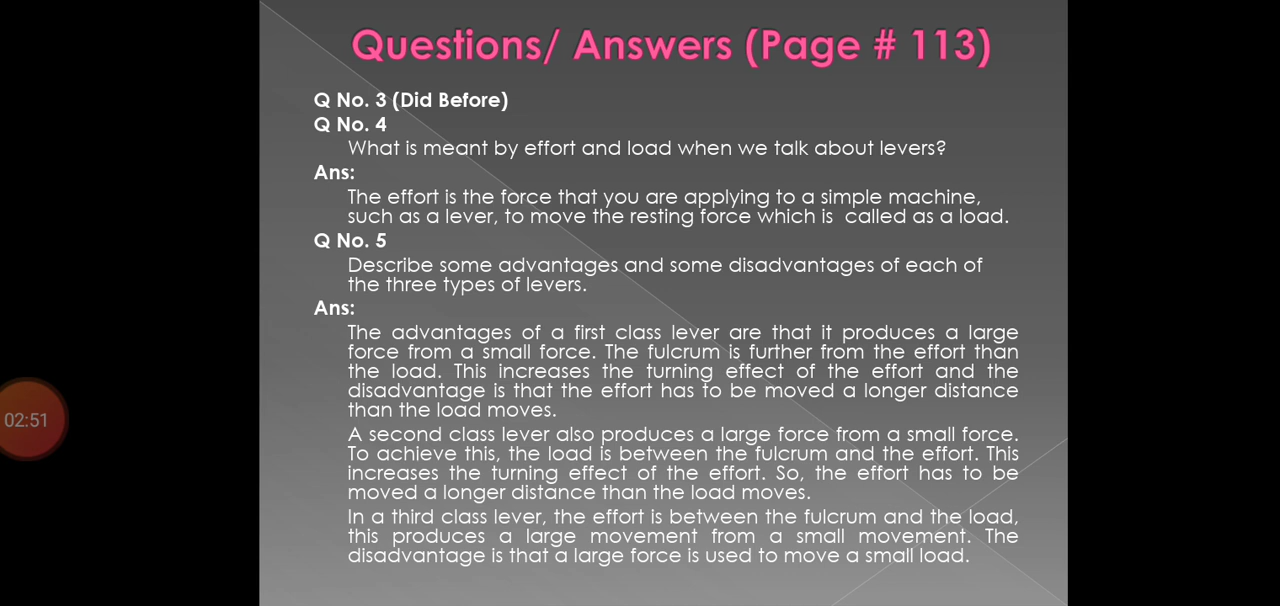 Questions/ Answers (Page # 113)
Q No. 3 (Did Before)
Q No. 4
What is meant by effort and load when we talk about levers?
Ans:
The effort is the force that you are applying to a simple machine,
such as a lever, to move the resting force which is called as a load.
Q No. 5
Describe some advantages and some disadvantages of each of
the three types of levers.
Ans:
The advantages of a first class lever are that it produces a large
force from a small force. The fulcrum is further from the effort than
the load. This increases the turning effect of the effort and the
disadvantage is that the effort has to be moved a longer distance
than the load moves.
A second class lever also produces a large force from a small force.
To achieve this, the load is between the fulcrum and the effort. This
increases the turning effect of the effort. So, the effort has to be
moved a longer distance than the load moves.
In a third class lever, the effort is between the fulcrum and the load,
this produces a large movement from a small movement. The
disadvantage is that a large force is used to move a small load.
02:51